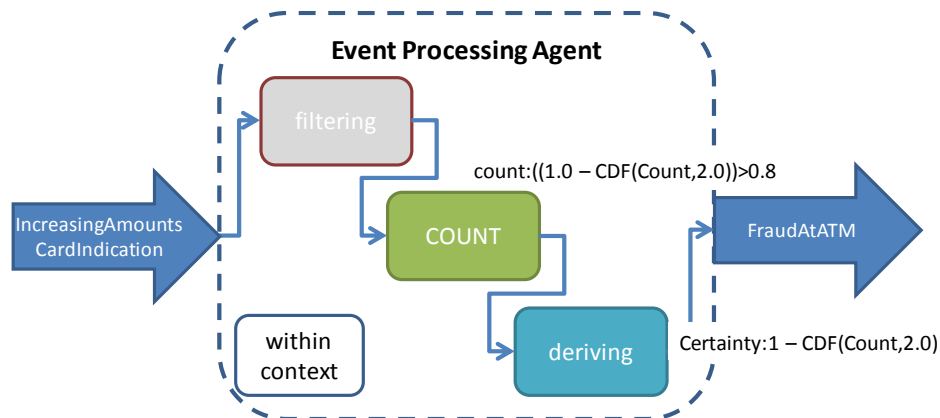 Event Processing Agent
filtering
count:((1.0 – CDF(Count,2.0))>0.8
IncreasingAmounts
CardIndication
COUNT
FraudAtATM
within
context
deriving
Certainty:1 – CDF(Count,2.0)